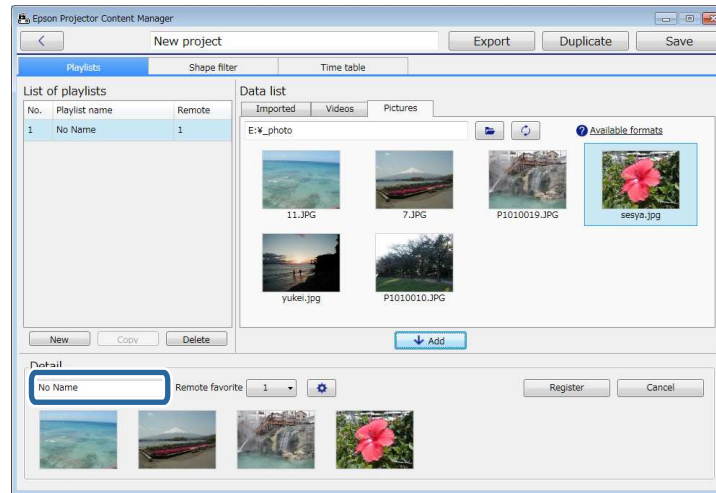 Epson Projector Content Manager
New project Export Duplicate Save
Playlists Shape filter Time table
List of playlists
No. Playlist name Remote
1 No Name 1
New Copy Delete
Data list
Imported Videos Pictures
E:¥_photo Available formats
11.JPG 7.JPG P1010019.JPG sesya.jpg
yukei.jpg P1010010.JPG
Add
Detail
No Name Remote favorite 1 Register Cancel